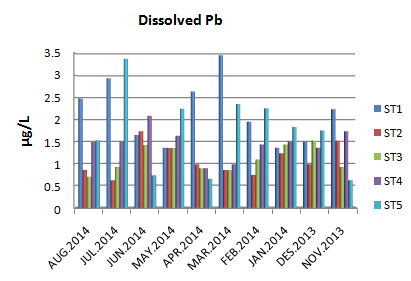 Dissolved Pb
µg/L
3.5
3
2.5
2
1.5
1
0.5
0
AUG.2014
JUL.2014
JUN.2014
MAY.2014
APR.2014
MAR.2014
FEB.2014
JAN.2014
DES.2013
NOV.2013
ST1
ST2
ST3
ST4
ST5